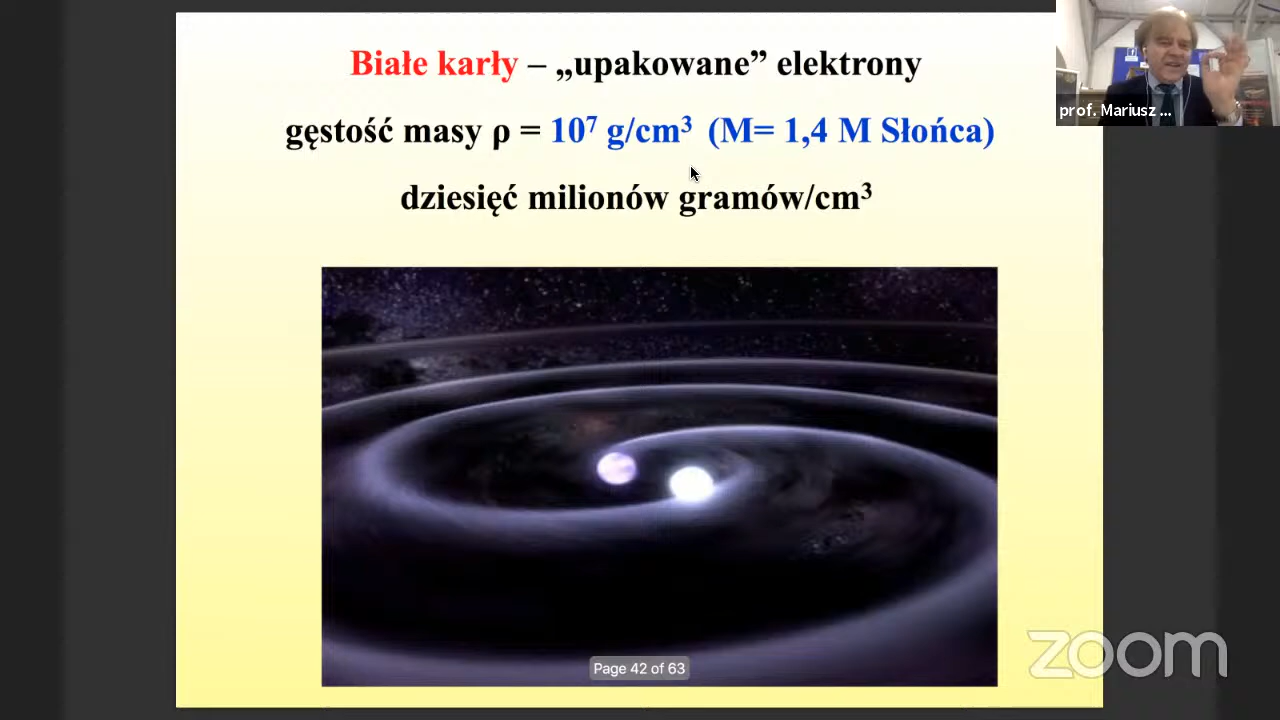 Białe karły – „upakowane” elektrony
gęstość masy ρ = 10⁷ g/cm³ (M= 1,4 M Słońca)
dziesięć milionów gramów/cm³
prof. Mariusz ...
Page 42 of 63
zoom